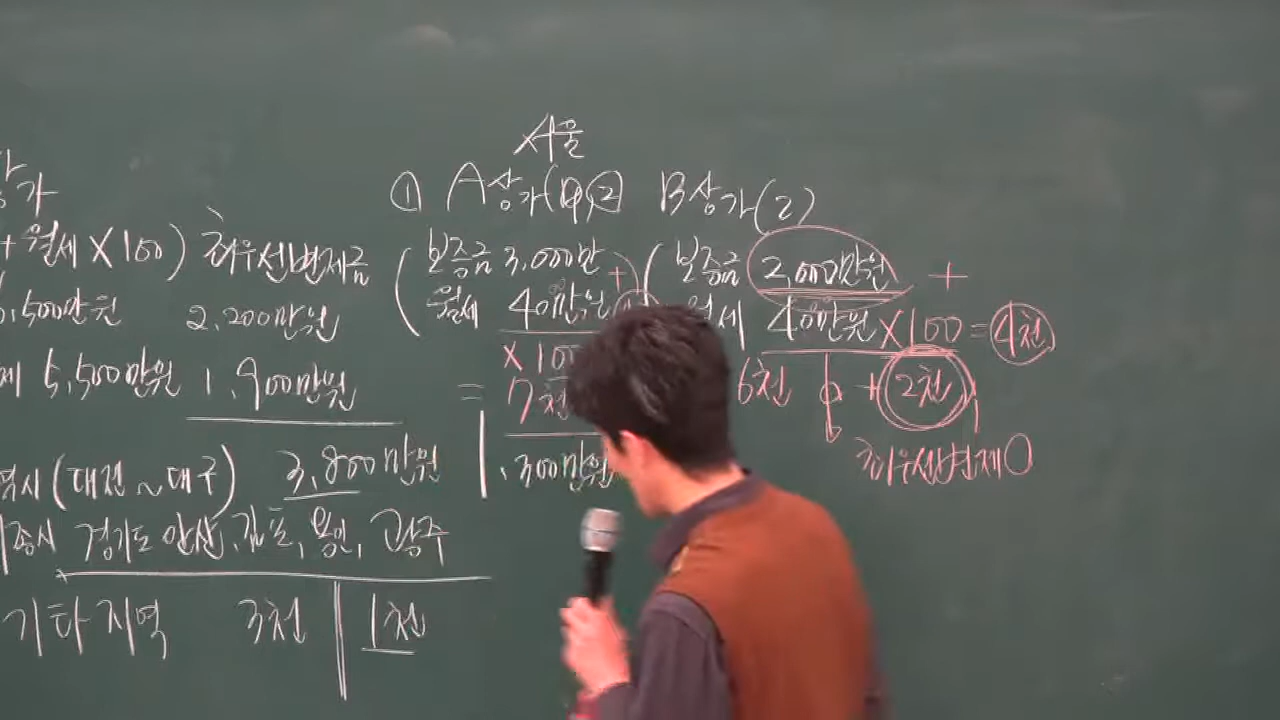 상가
+ 월세 X 100) 최우선변제금
6,500만원 2,200만원
5,500만원 1,900만원
역시 (대전 ~ 대구) 3,800만원
종시 경기도 안산, 김포, 용인, 광주
기타 지역 3천 1천
서울
① A상가 B상가 (2)
(보증금 3,000만 +
월세 40만원
X 100
= 7천
1,300만원
(보증금 2,000만원 +
월세 40만원 X 100 = 4천
6천 0 + 2천
최우선변제 0